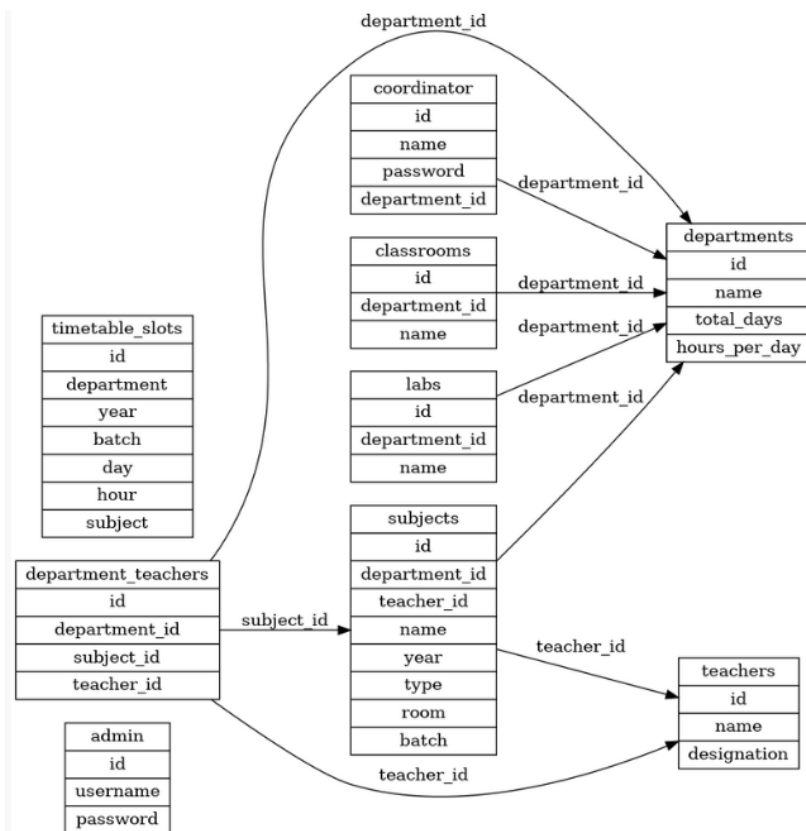 department_id
coordinator
id
name
password
department_id
department_id
classrooms
id
department_id
name
department_id
department_id
labs
id
department_id
name
department_id
departments
id
name
total_days
hours_per_day
timetable_slots
id
department
year
batch
day
hour
subject
subjects
id
department_id
teacher_id
name
year
type
room
batch
department_teachers
id
department_id
subject_id
teacher_id
subject_id
teacher_id
teachers
id
name
designation
teacher_id
admin
id
username
password